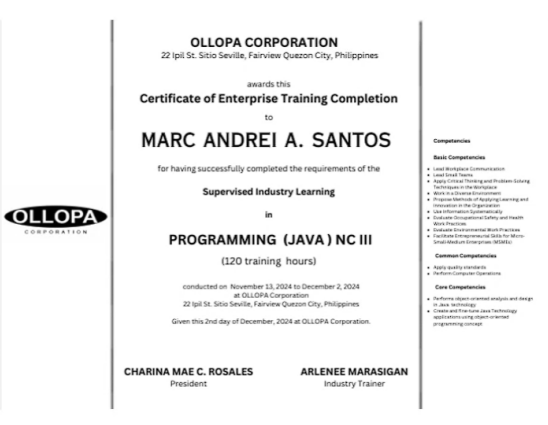 OLLOPA
CORPORATION
OLLOPA CORPORATION
22 Ipil St. Sitio Seville, Fairview Quezon City, Philippines
awards this
Certificate of Enterprise Training Completion
to
MARC ANDREI A. SANTOS
for having successfully completed the requirements of the
Supervised Industry Learning
in
PROGRAMMING (JAVA ) NC III
(120 training hours)
conducted on November 13, 2024 to December 2, 2024
at OLLOPA Corporation
22 Ipil St. Sitio Seville, Fairview Quezon City, Philippines
Given this 2nd day of December, 2024 at OLLOPA Corporation.
CHARINA MAE C. ROSALES
President
ARLENEE MARASIGAN
Industry Trainer
Competencies
Basic Competencies
Lead Workplace Communication
Lead Small Teams
Apply Critical Thinking and Problem-Solving
Techniques in the Workplace
Work in a Diverse Environment
Propose Methods of Applying Learning and
Innovation in the Organization
Use Information Systematically
Evaluate Occupational Safety and Health
Work Practices
Evaluate Environmental Work Practices
Facilitate Entrepreneurial Skills for Micro-
Small-Medium Enterprises (MSMEs)
Common Competencies
Apply quality standards
Perform Computer Operations
Core Competencies
Performs object-oriented analysis and design
in Java technology
Create and fine-tune Java Technology
applications using object-oriented
programming concept